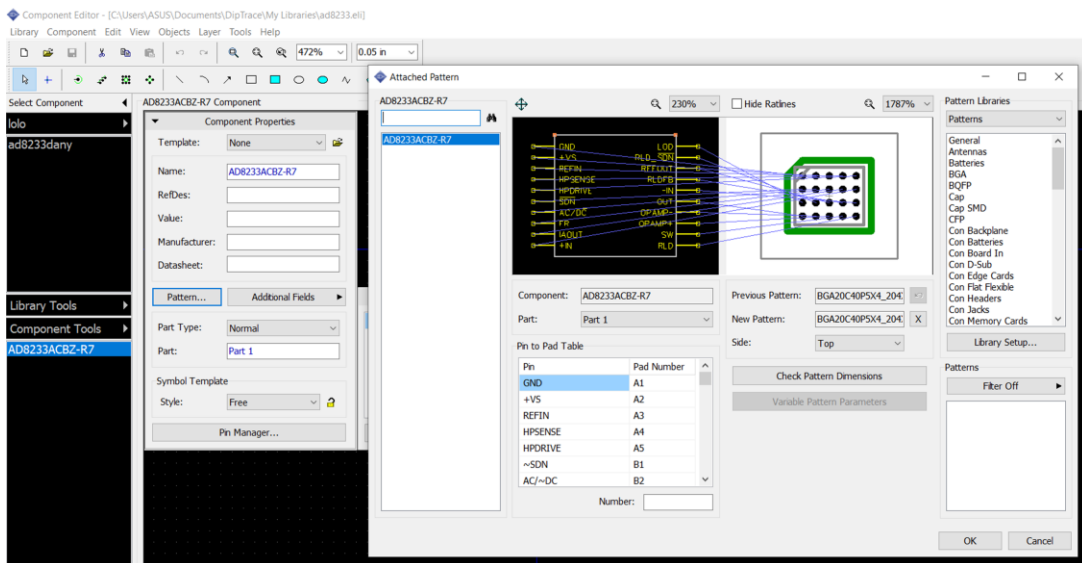 Component Editor - [C:\Users\ASUS\Documents\DipTrace\My Libraries\ad8233.eli]
Library Component Edit View Objects Layer Tools Help
472% 0.05 in
Select Component
lolo
ad8233dany
Library Tools
Component Tools
AD8233ACBZ-R7
AD8233ACBZ-R7 Component
Component Properties
Template: None
Name: AD8233ACBZ-R7
RefDes:
Value:
Manufacturer:
Datasheet:
Pattern... Additional Fields
Part Type: Normal
Part: Part 1
Symbol Template
Style: Free
Pin Manager...
Attached Pattern
AD8233ACBZ-R7
AD8233ACBZ-R7
230% Hide Ratlines 1787%
GND LOD
+VS RLD_SDN
REFIN REFOUT
HPSENSE RLDFB
HPDRIVE -IN
SDN OUT
AC/DC OPAMP-
FR OPAMP+
IAOUT SW
+IN RLD
Component: AD8233ACBZ-R7
Part: Part 1
Pin to Pad Table
Pin Pad Number
GND A1
+VS A2
REFIN A3
HPSENSE A4
HPDRIVE A5
~SDN B1
AC/~DC B2
Number:
Previous Pattern: BGA20C40P5X4_204
New Pattern: BGA20C40P5X4_204 X
Side: Top
Check Pattern Dimensions
Variable Pattern Parameters
Pattern Libraries
Patterns
General
Antennas
Batteries
BGA
BQFP
Cap
Cap SMD
CFP
Con Backplane
Con Batteries
Con Board In
Con D-Sub
Con Edge Cards
Con Flat Flexible
Con Headers
Con Jacks
Con Memory Cards
Library Setup...
Patterns
Filter Off
OK Cancel